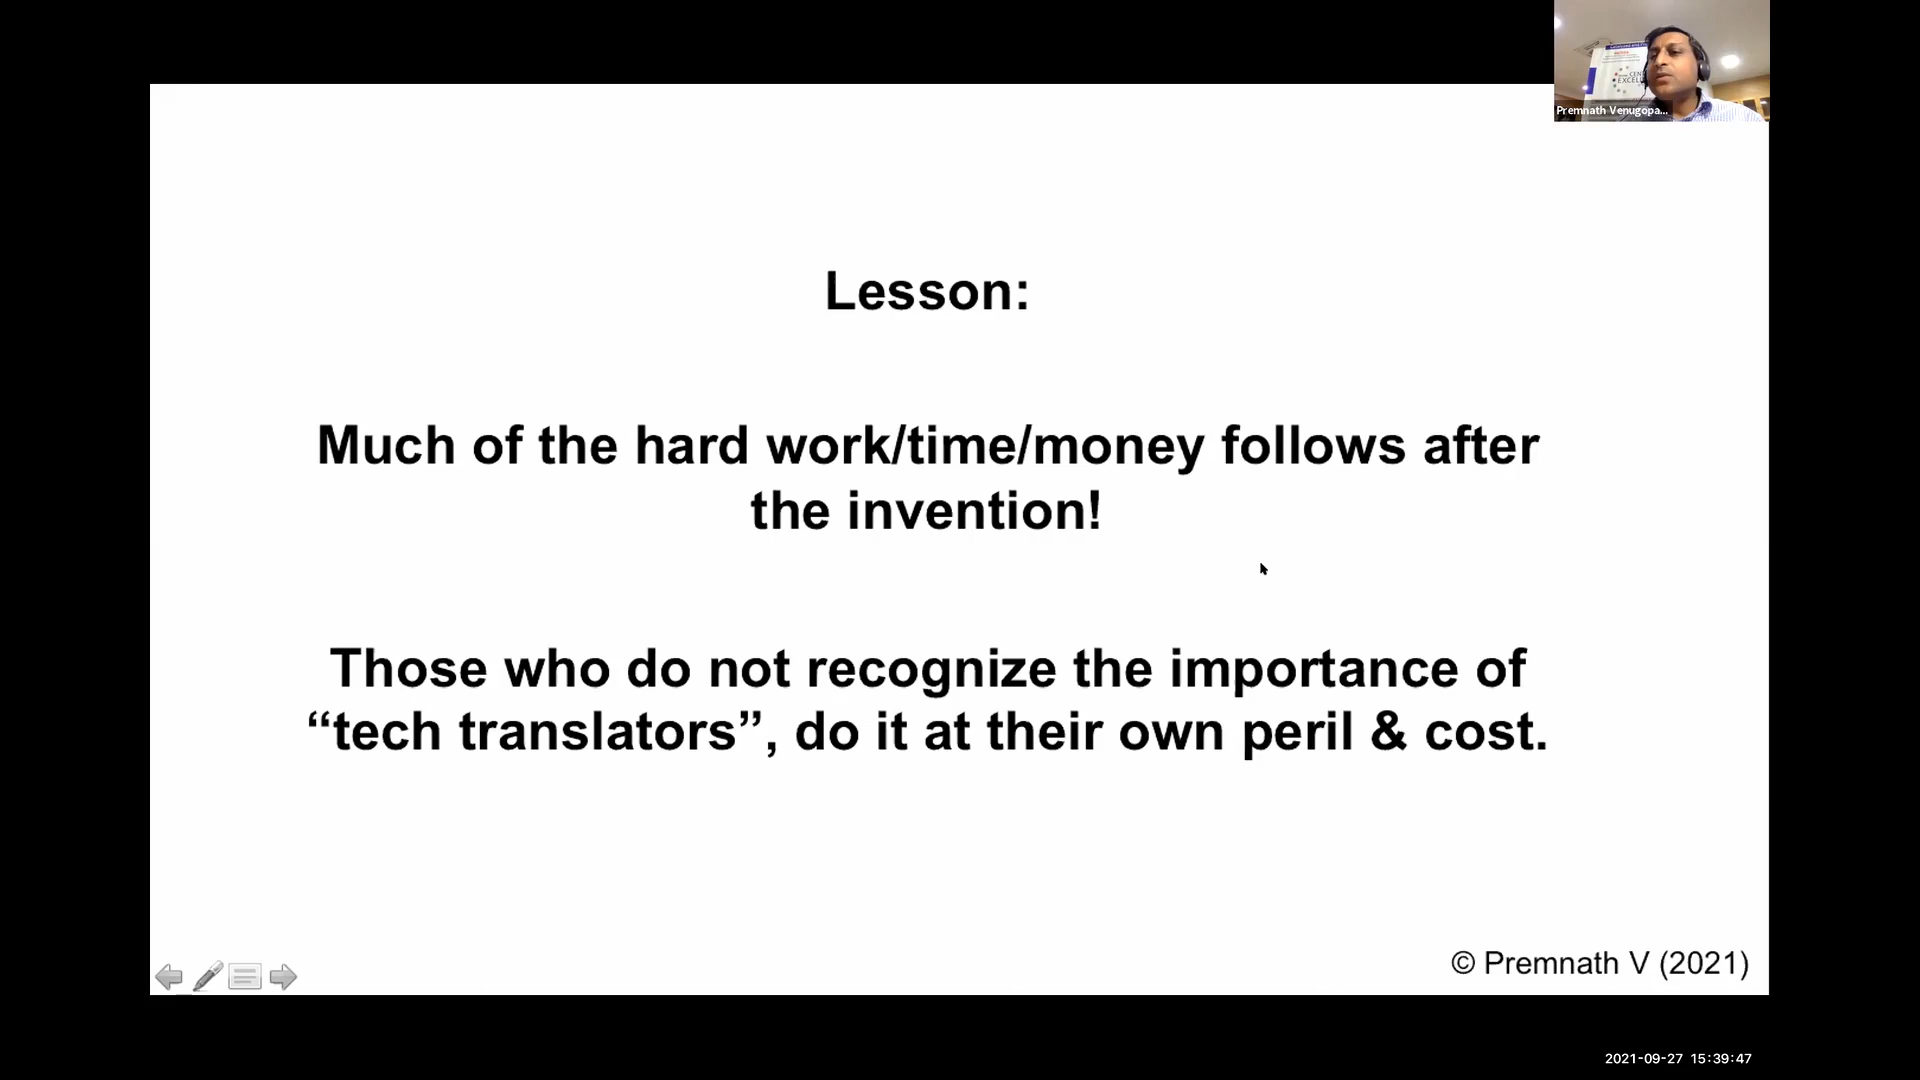 Premnath Venugopa...
Lesson:
Much of the hard work/time/money follows after
the invention!
Those who do not recognize the importance of
“tech translators”, do it at their own peril & cost.
© Premnath V (2021)
2021-09-27 15:39:47